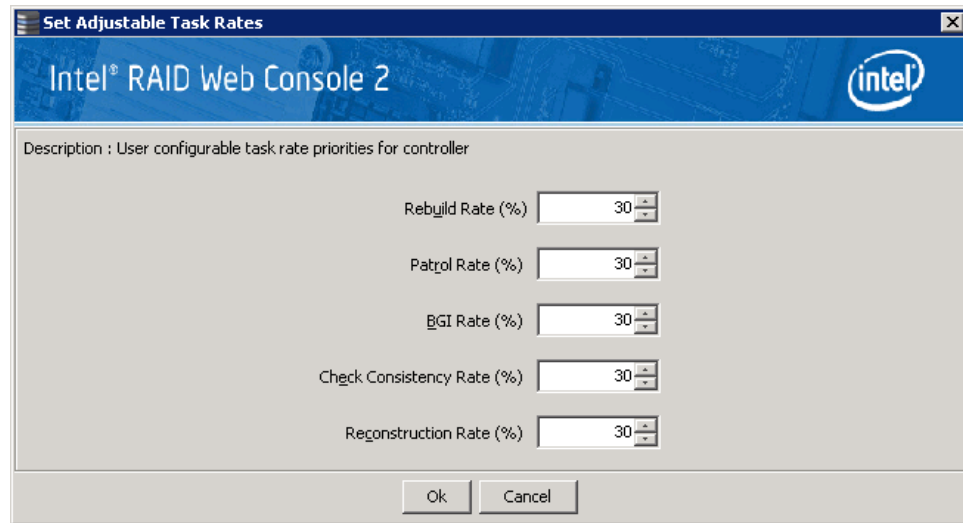 Set Adjustable Task Rates
Intel® RAID Web Console 2
intel
Description : User configurable task rate priorities for controller
Rebuild Rate (%) 30
Patrol Rate (%) 30
BGI Rate (%) 30
Check Consistency Rate (%) 30
Reconstruction Rate (%) 30
Ok Cancel